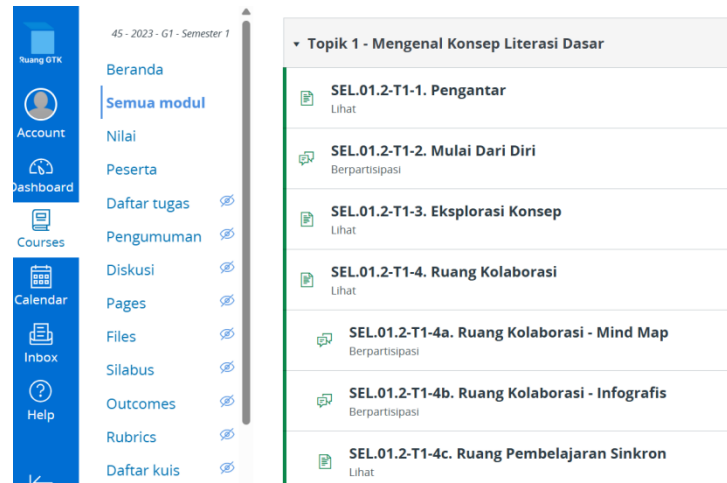 Ruang GTK
Account
Dashboard
Courses
Calendar
Inbox
Help
45 - 2023 - G1 - Semester 1
Beranda
Semua modul
Nilai
Peserta
Daftar tugas
Pengumuman
Diskusi
Pages
Files
Silabus
Outcomes
Rubrics
Daftar kuis
Topik 1 - Mengenal Konsep Literasi Dasar
SEL.01.2-T1-1. Pengantar
Lihat
SEL.01.2-T1-2. Mulai Dari Diri
Berpartisipasi
SEL.01.2-T1-3. Eksplorasi Konsep
Lihat
SEL.01.2-T1-4. Ruang Kolaborasi
Lihat
SEL.01.2-T1-4a. Ruang Kolaborasi - Mind Map
Berpartisipasi
SEL.01.2-T1-4b. Ruang Kolaborasi - Infografis
Berpartisipasi
SEL.01.2-T1-4c. Ruang Pembelajaran Sinkron
Lihat